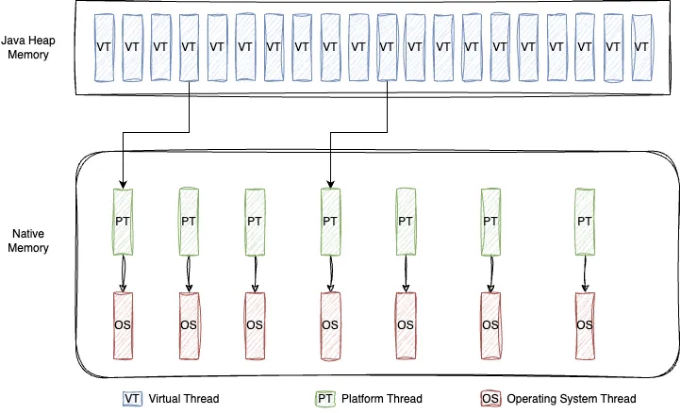 Java Heap
Memory
VT VT VT VT VT VT VT VT VT VT VT VT VT VT VT VT VT VT VT VT
Native
Memory
PT PT PT PT PT PT PT
OS OS OS OS OS OS OS
VT Virtual Thread PT Platform Thread OS Operating System Thread